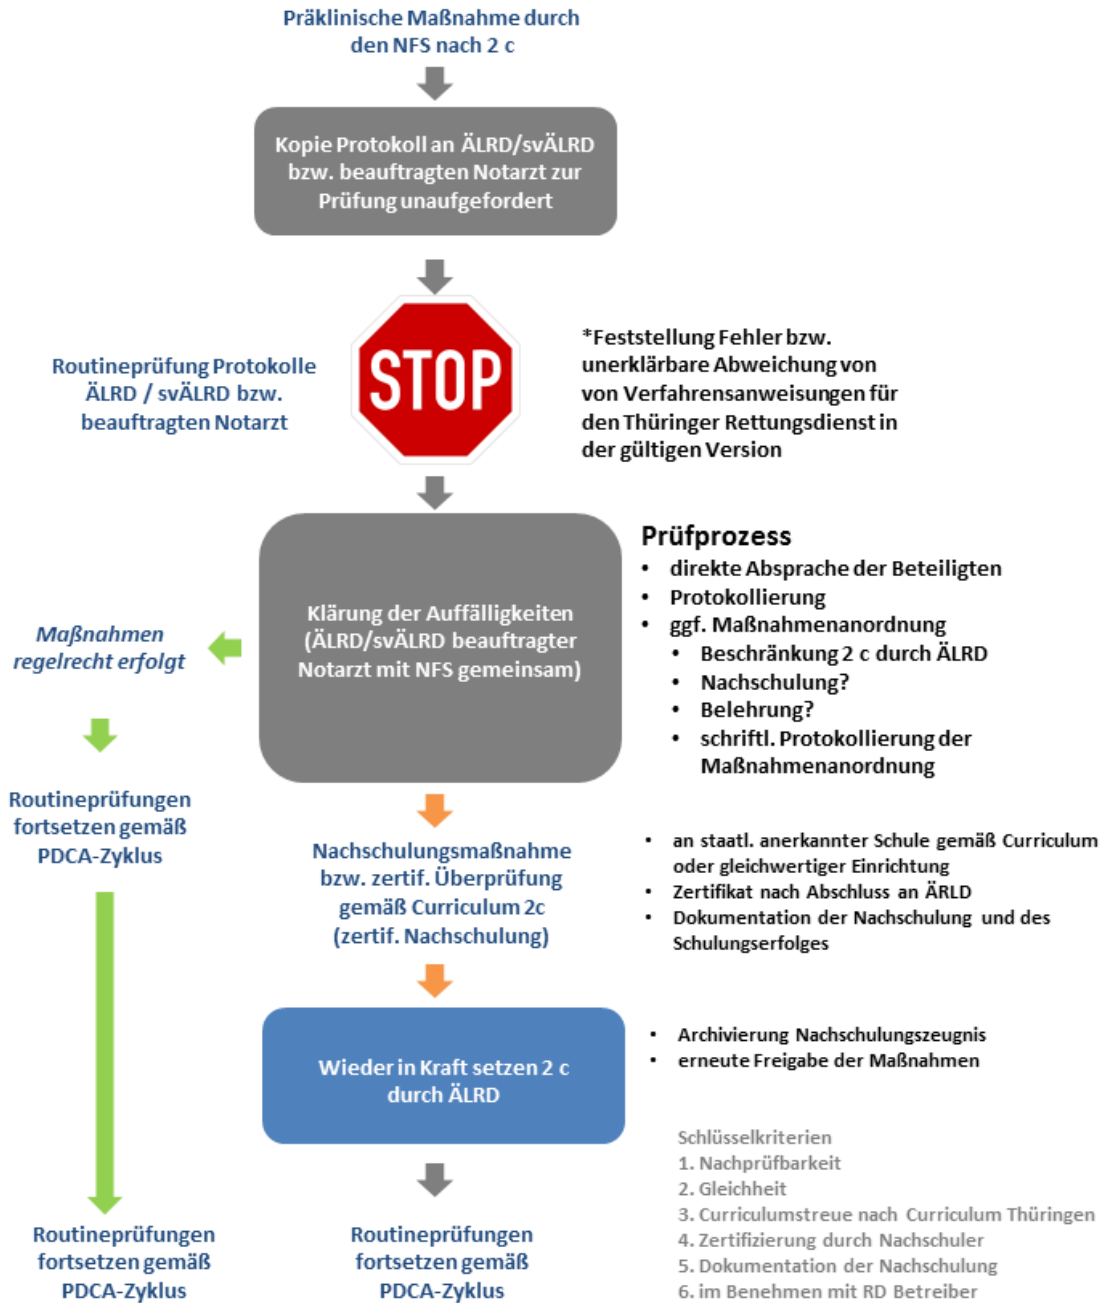 Präklinische Maßnahme durch
den NFS nach 2 c
Kopie Protokoll an ÄLRD/svÄLRD
bzw. beauftragten Notarzt zur
Prüfung unaufgefordert
Routineprüfung Protokolle
ÄLRD / svÄLRD bzw.
beauftragten Notarzt
STOP
*Feststellung Fehler bzw.
unerklärbare Abweichung von
von Verfahrensanweisungen für
den Thüringer Rettungsdienst in
der gültigen Version
Klärung der Auffälligkeiten
(ÄLRD/svÄLRD beauftragter
Notarzt mit NFS gemeinsam)
Prüfprozess
• direkte Absprache der Beteiligten
• Protokollierung
• ggf. Maßnahmenanordnung
• Beschränkung 2 c durch ÄLRD
• Nachschulung?
• Belehrung?
• schriftl. Protokollierung der
Maßnahmenanordnung
Maßnahmen
regelrecht erfolgt
Routineprüfungen
fortsetzen gemäß
PDCA-Zyklus
Nachschulungsmaßnahme
bzw. zertif. Überprüfung
gemäß Curriculum 2c
(zertif. Nachschulung)
• an staatl. anerkannter Schule gemäß Curriculum
oder gleichwertiger Einrichtung
• Zertifikat nach Abschluss an ÄRLD
• Dokumentation der Nachschulung und des
Schulungserfolges
Wieder in Kraft setzen 2 c
durch ÄLRD
• Archivierung Nachschulungszeugnis
• erneute Freigabe der Maßnahmen
Routineprüfungen
fortsetzen gemäß
PDCA-Zyklus
Routineprüfungen
fortsetzen gemäß
PDCA-Zyklus
Schlüsselkriterien
1. Nachprüfbarkeit
2. Gleichheit
3. Curriculumstreue nach Curriculum Thüringen
4. Zertifizierung durch Nachschuler
5. Dokumentation der Nachschulung
6. im Benehmen mit RD Betreiber